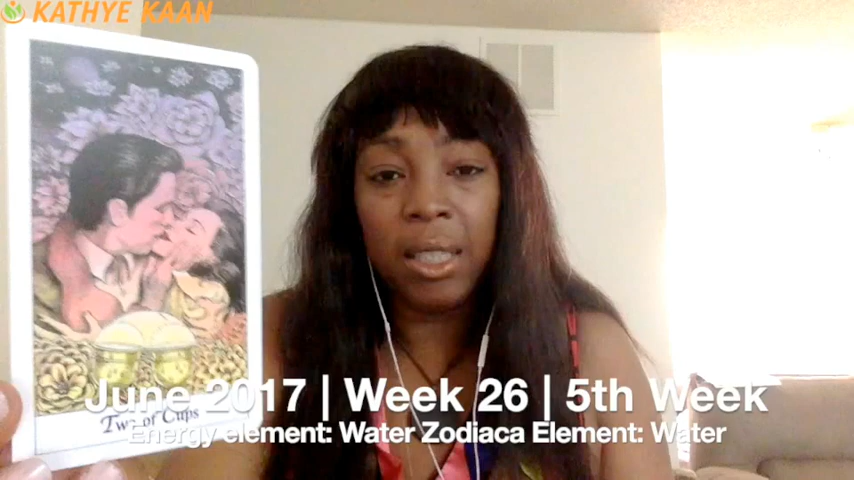 KATHYE KAAN
Two of Cups
June 2017 | Week 26 | 5th Week
Energy element: Water Zodiaca Element: Water